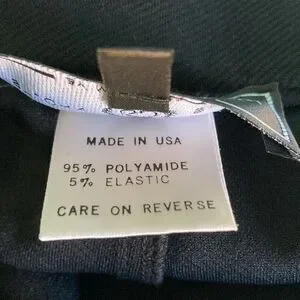 MADE IN USA
95% POLYAMIDE
5% ELASTIC
CARE ON REVERSE